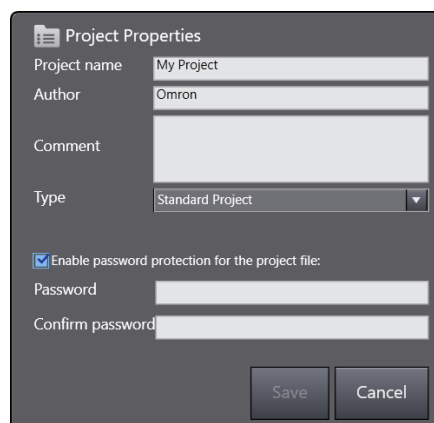 Project Properties
Project name My Project
Author Omron
Comment
Type Standard Project
Enable password protection for the project file:
Password
Confirm password
Save Cancel